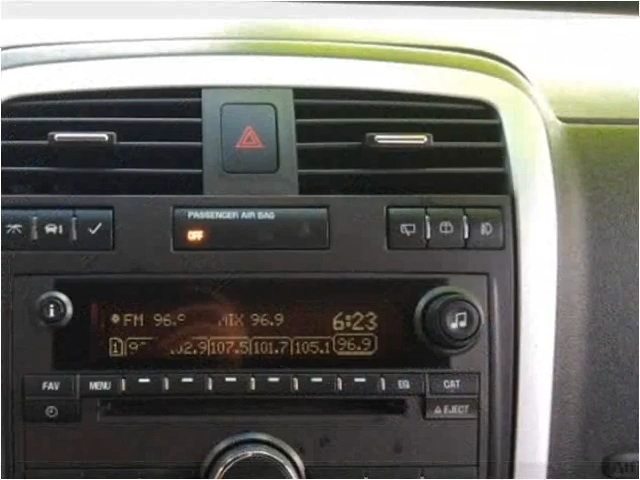 PASSENGER AIR BAG
OFF
FM 96.9 MIX 96.9 6:23
1 102.9 107.5 101.7 105.1 96.9
FAV MENU EQ CAT
EJECT